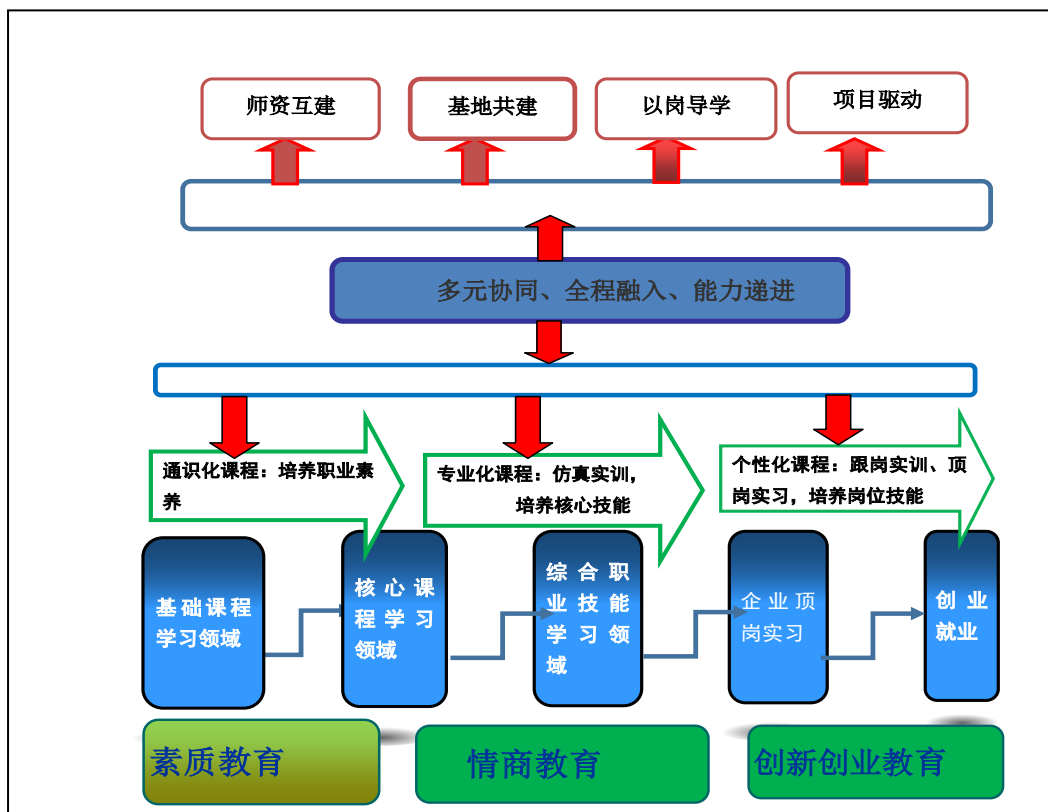 师资互建
基地共建
以岗导学
项目驱动
多元协同、全程融入、能力递进
通识化课程：培养职业素
养
专业化课程：仿真实训，
培养核心技能
个性化课程：跟岗实训、顶
岗实习，培养岗位技能
基础课程
学习领域
核心课
程学习
领域
综合职
业技能
学习领
域
企业顶
岗实习
创业
就业
素质教育
情商教育
创新创业教育